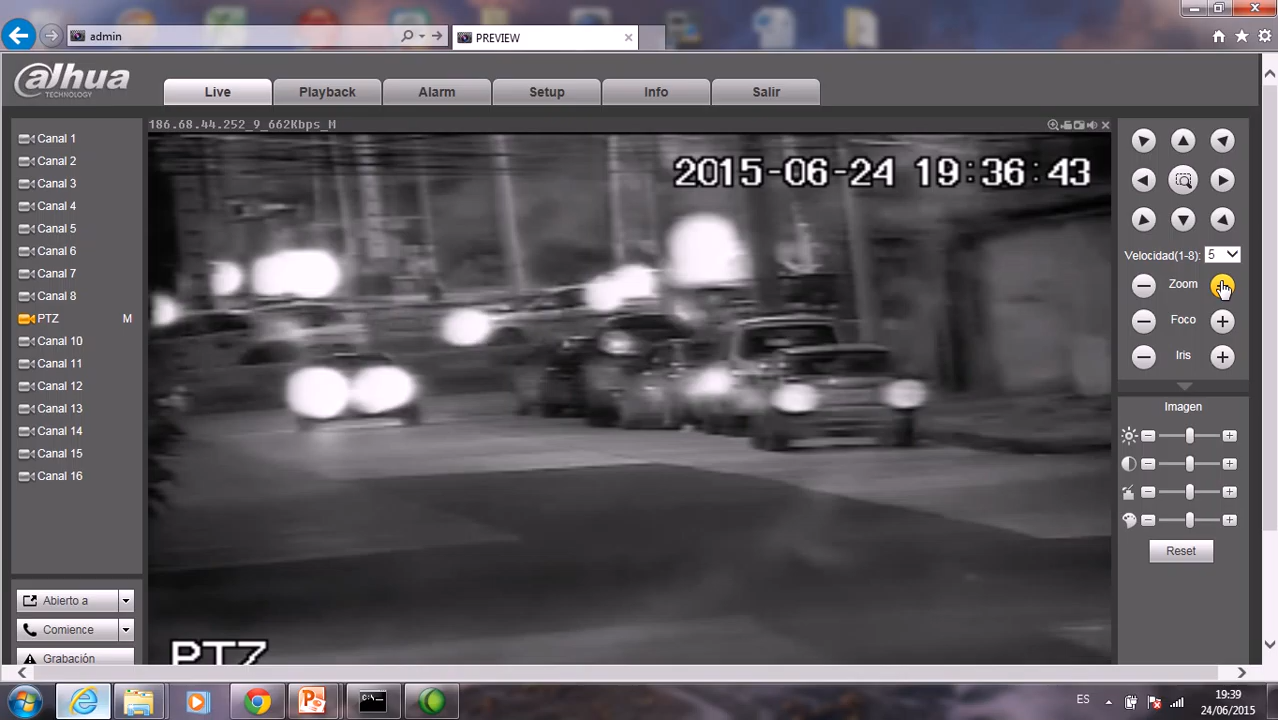 admin
PREVIEW
alhua
TECHNOLOGY
Live
Playback
Alarm
Setup
Info
Salir
186.68.44.252_9_662Kbps_M
Canal 1
Canal 2
Canal 3
Canal 4
Canal 5
Canal 6
Canal 7
Canal 8
PTZ M
Canal 10
Canal 11
Canal 12
Canal 13
Canal 14
Canal 15
Canal 16
Abierto a
Comience
Grabación
2015-06-24 19:36:43
PTZ
Velocidad(1-8): 5
Zoom
Foco
Iris
Imagen
Reset
ES
19:39
24/06/2015